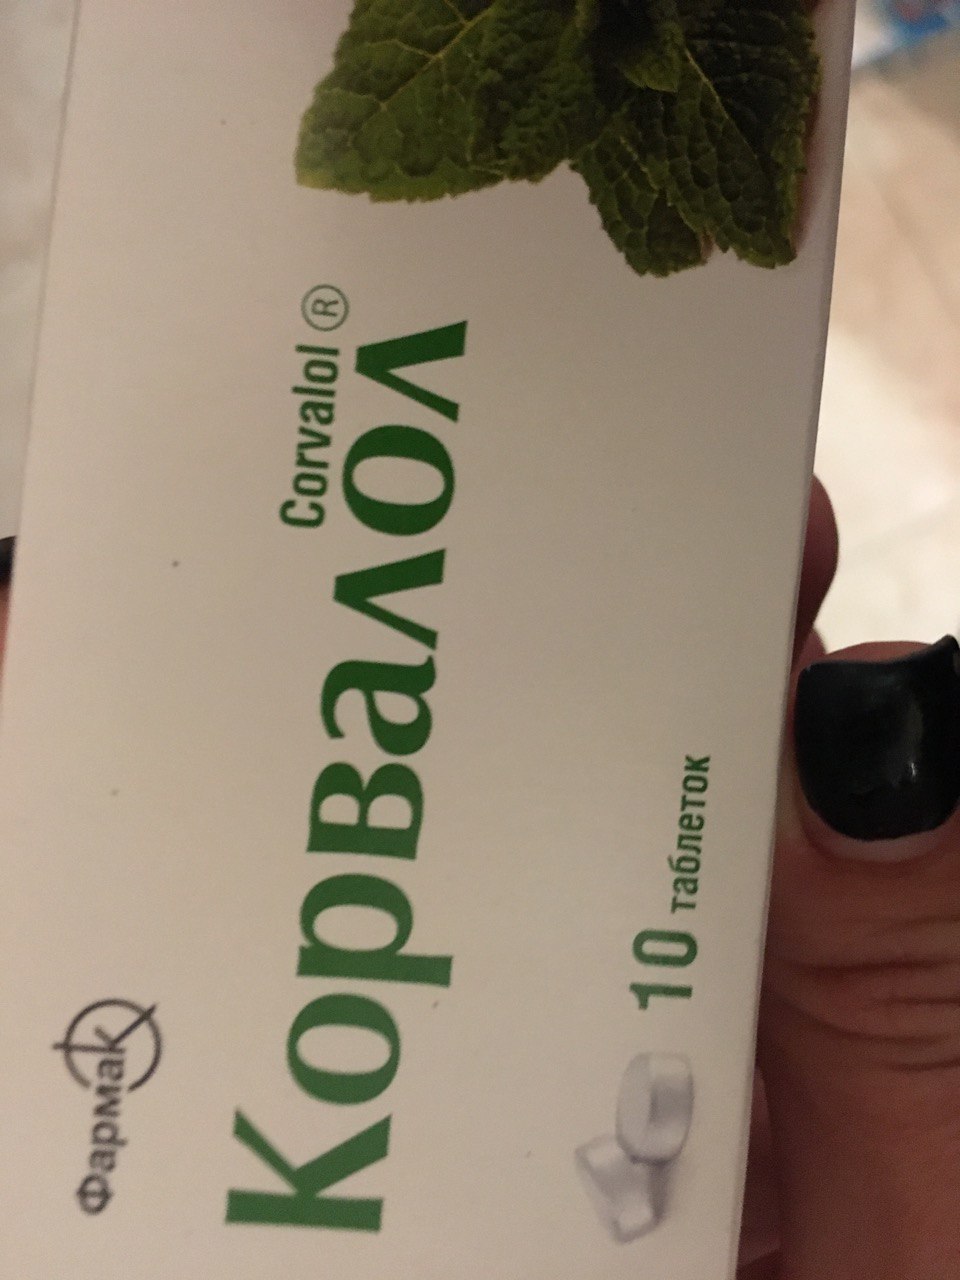 Фармак
Corvalol ®
Корвалол
10 таблеток